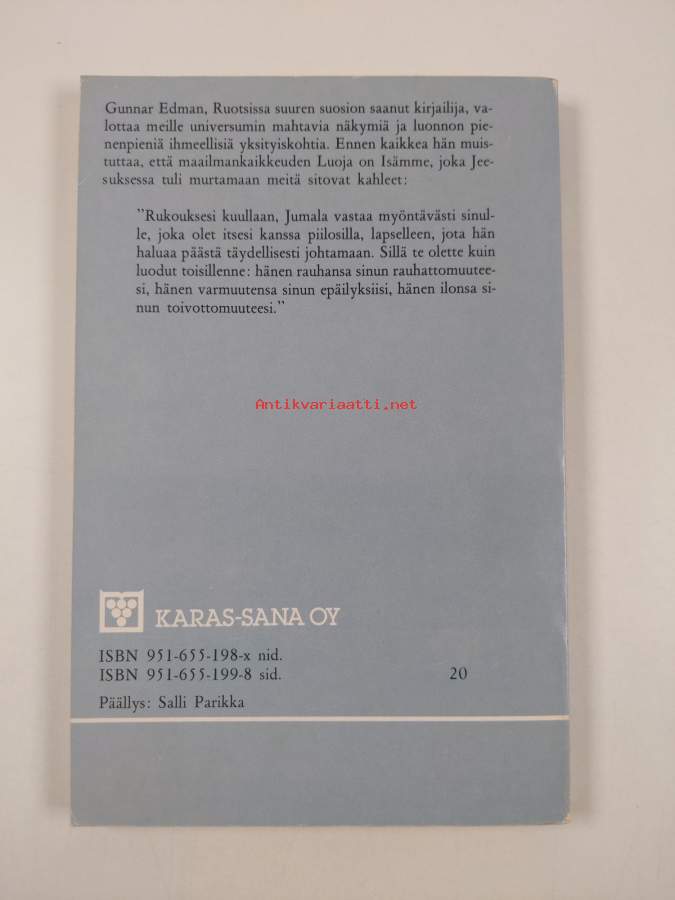 Gunnar Edman, Ruotsissa suuren suosion saanut kirjailija, va-
lottaa meille universumin mahtavia näkymiä ja luonnon pie-
nenpieniä ihmeellisiä yksityiskohtia. Ennen kaikkea hän muis-
tuttaa, että maailmankaikkeuden Luoja on Isämme, joka Jee-
suksessa tuli murtamaan meitä sitovat kahleet:
"Rukouksesi kuullaan, Jumala vastaa myöntävästi sinul-
le, joka olet itsesi kanssa piilosilla, lapselleen, jota hän
haluaa päästä täydellisesti johtamaan. Sillä te olette kuin
luodut toisillenne: hänen rauhansa sinun rauhattomuutee-
si, hänen varmuutensa sinun epäilyksiisi, hänen ilonsa si-
nun toivottomuuteesi."
Antikvariaatti.net
KARAS-SANA OY
ISBN 951-655-198-x nid.
ISBN 951-655-199-8 sid. 20
Päällys: Salli Parikka